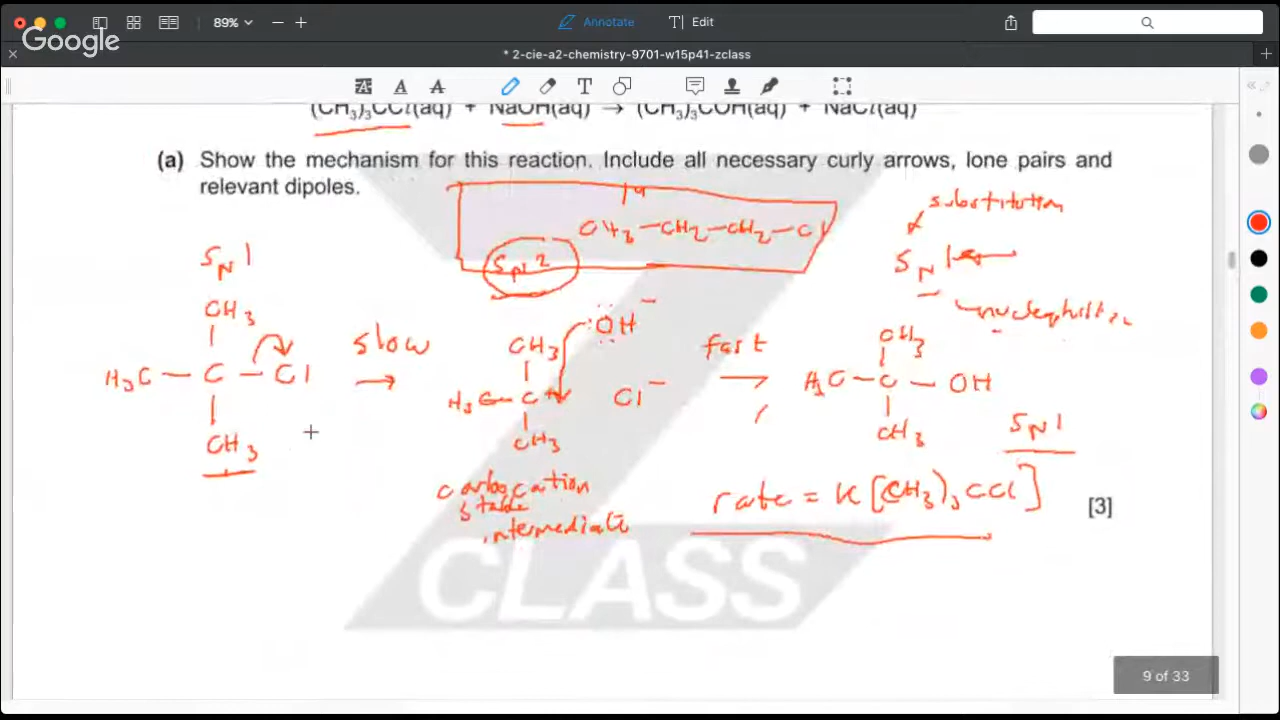 89%
Annotate
T| Edit
Google
* 2-cie-a2-chemistry-9701-w15p41-zclass
(CH3)3CCl(aq) + NaOH(aq) → (CH3)3COH(aq) + NaCl(aq)
(a) Show the mechanism for this reaction. Include all necessary curly arrows, lone pairs and
relevant dipoles.
substitution
1°
CH3—CH2—CH2—Cl
SN2
SN1
SN1
nucleophilic
CH3
H3C — C — Cl
CH3
slow
→
:OH−
CH3
H3C—C+
CH3
Cl−
fast
→
CH3
H3C — C — OH
CH3
SN1
carbocation
stable
intermediate
rate = K[(CH3)3CCl]
[3]
CLASS
9 of 33